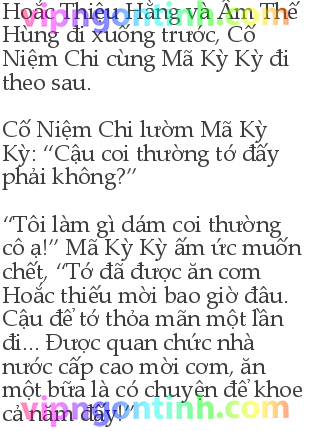 Hoắc Thiệu Hằng và Âm Thế
vipngontinh.com
Hùng đi xuống trước, Cố
Niệm Chi cùng Mã Kỳ Kỳ đi
theo sau.
Cố Niệm Chi lườm Mã Kỳ
Kỳ: “Cậu coi thường tớ đấy
phải không?”
“Tôi làm gì dám coi thường
cô ạ!” Mã Kỳ Kỳ ấm ức muốn
chết, “Tớ đã được ăn cơm
Hoắc thiếu mời bao giờ đâu.
Cậu để tớ thỏa mãn một lần
đi... Được quan chức nhà
nước cấp cao mời cơm, ăn
một bữa là có chuyện để khoe
cả năm đấy!”
vipngontinh.com